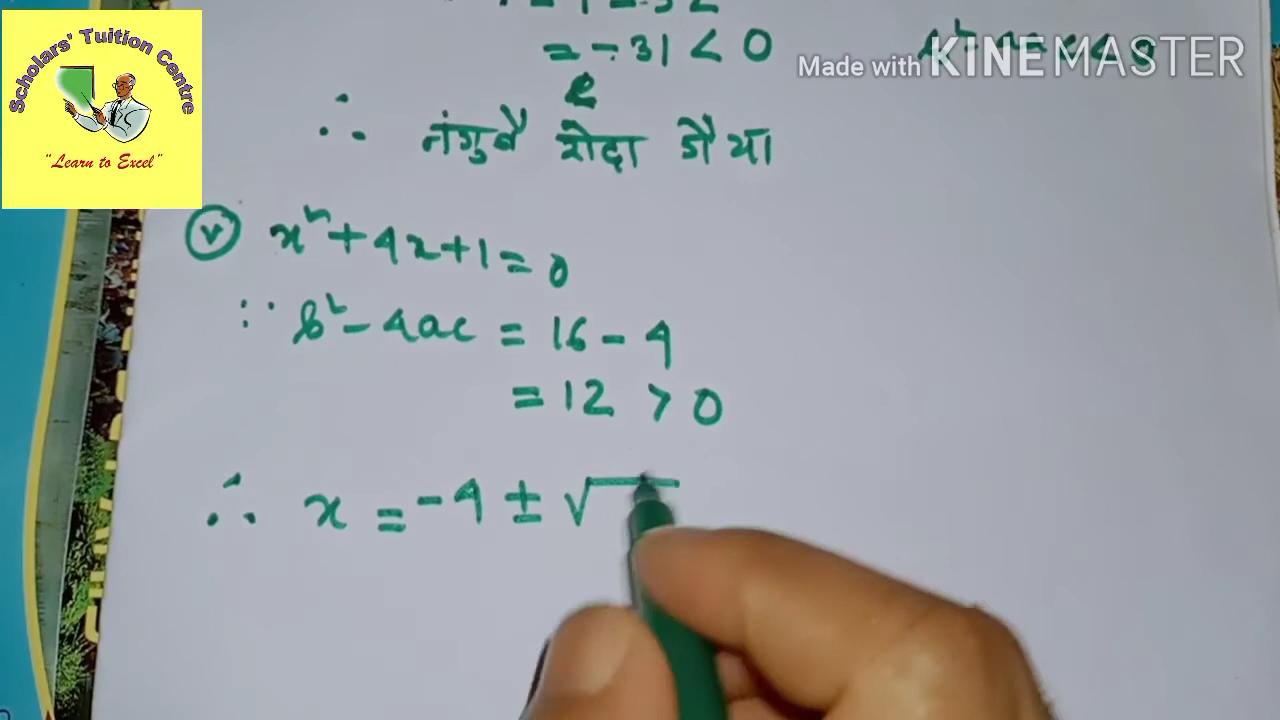 Scholars' Tuition Centre
"Learn to Excel"
Made with KINEMASTER
= -31 < 0
∴
(v) x² + 4x + 1 = 0
∵ b² - 4ac = 16 - 4
= 12 > 0
∴ x = -4 ± √